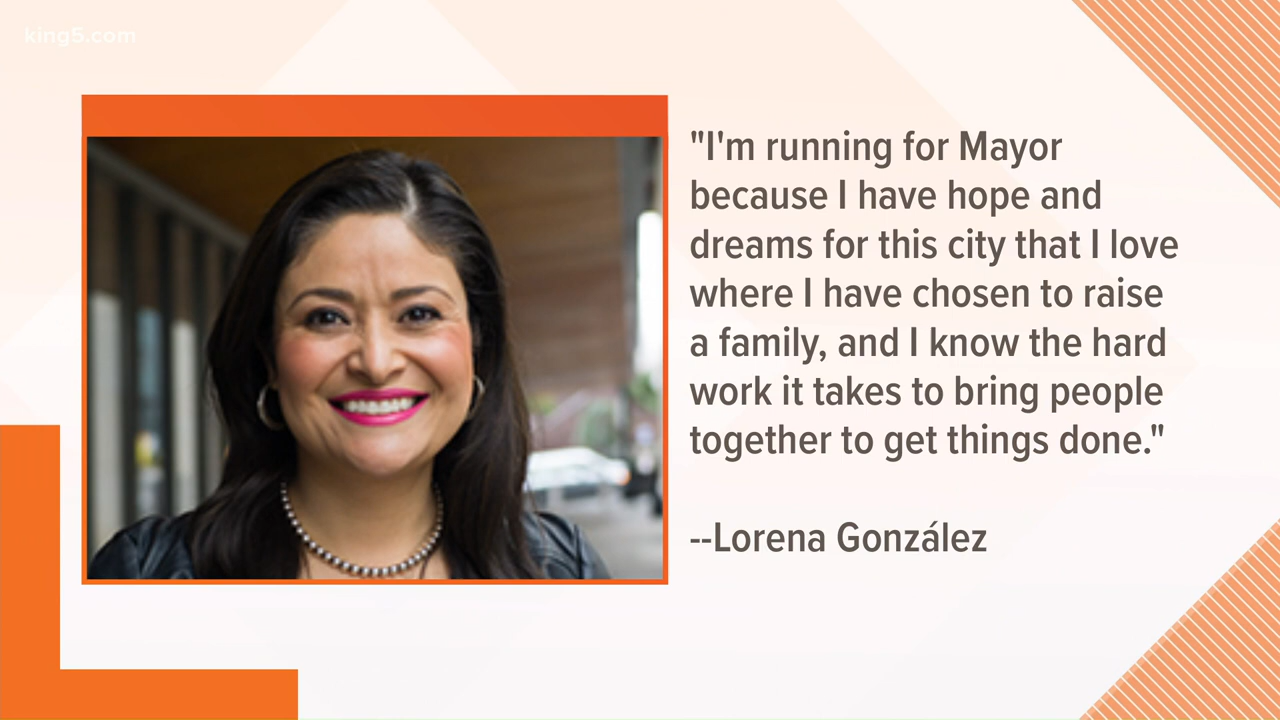 king5.com
"I'm running for Mayor
because I have hope and
dreams for this city that I love
where I have chosen to raise
a family, and I know the hard
work it takes to bring people
together to get things done."
--Lorena González